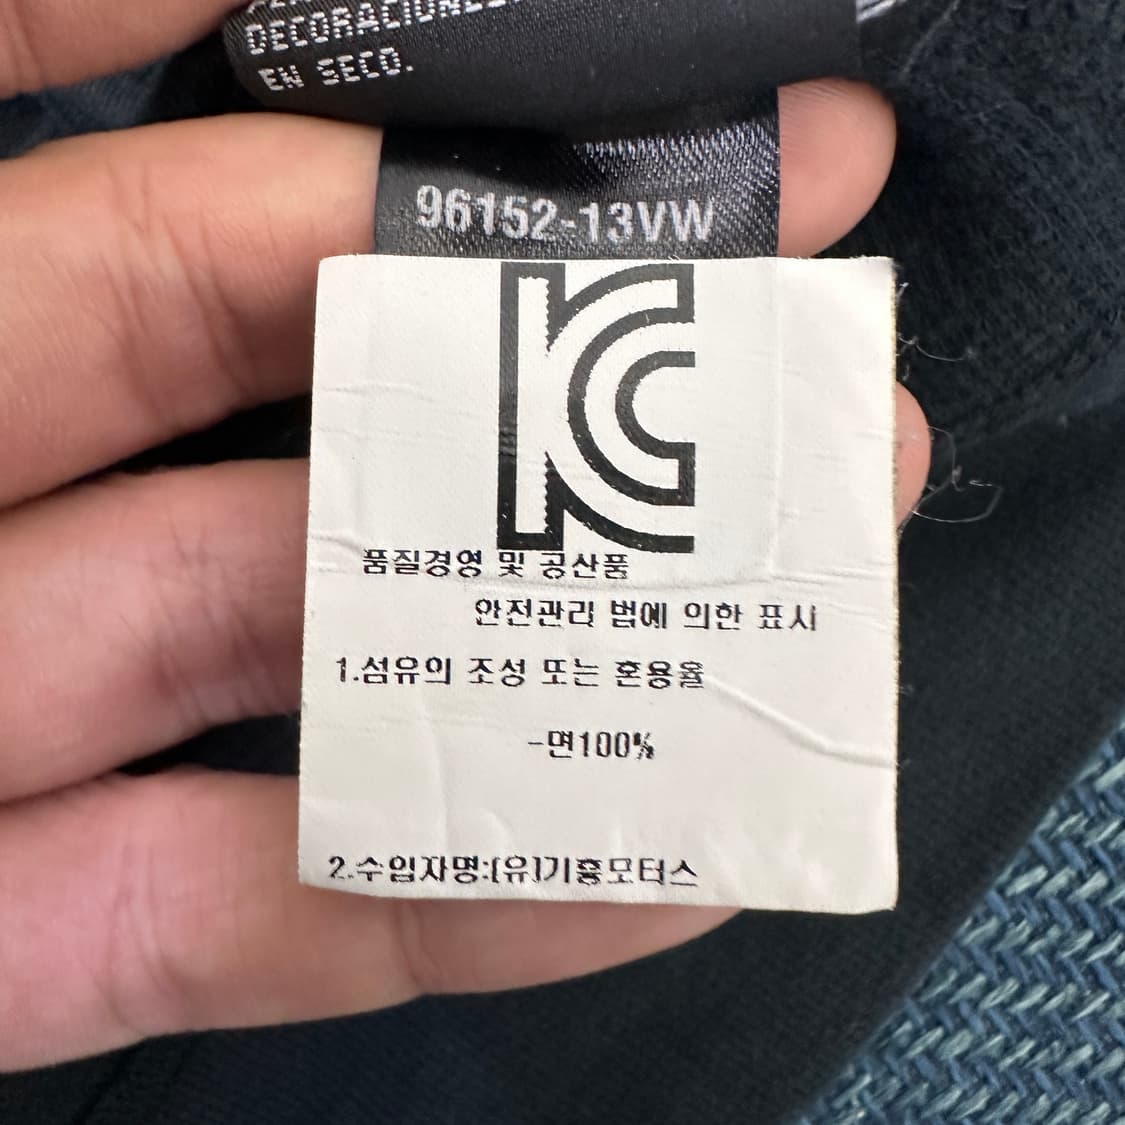 DECORACIONES
EN SECO.
96152-13VW
KC
품질경영 및 공산품
안전관리 법에 의한 표시
1.섬유의 조성 또는 혼용율
-면100%
2.수입자명:(유)기흥모터스